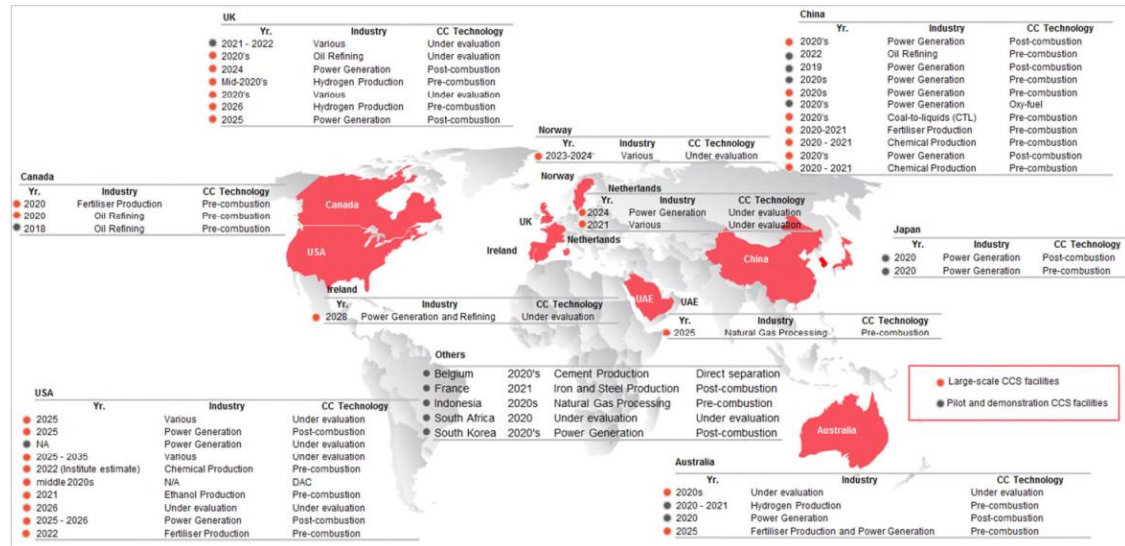 UK
Yr. Industry CC Technology
2021 - 2022 Various Under evaluation
2020's Oil Refining Under evaluation
2024 Power Generation Post-combustion
Mid-2020's Hydrogen Production Pre-combustion
2020's Various Under evaluation
2026 Hydrogen Production Pre-combustion
2025 Power Generation Post-combustion
China
Yr. Industry CC Technology
2020's Power Generation Post-combustion
2022 Oil Refining Pre-combustion
2019 Power Generation Post-combustion
2020s Power Generation Pre-combustion
2020s Power Generation Pre-combustion
2020's Power Generation Oxy-fuel
2020's Coal-to-liquids (CTL) Pre-combustion
2020-2021 Fertiliser Production Pre-combustion
2020 - 2021 Chemical Production Pre-combustion
2020's Power Generation Post-combustion
2020 - 2021 Chemical Production Pre-combustion
Norway
Yr. Industry CC Technology
2023-2024 Various Under evaluation
Canada
Yr. Industry CC Technology
2020 Fertiliser Production Pre-combustion
2020 Oil Refining Pre-combustion
2018 Oil Refining Pre-combustion
Canada
USA
Norway
UK
Ireland
Netherlands
Netherlands
Yr. Industry CC Technology
2024 Power Generation Under evaluation
2021 Various Under evaluation
China
Japan
Yr. Industry CC Technology
2020 Power Generation Post-combustion
2020 Power Generation Pre-combustion
Ireland
Yr. Industry CC Technology
2028 Power Generation and Refining Under evaluation
UAE
UAE
Yr. Industry CC Technology
2025 Natural Gas Processing Pre-combustion
Others
Belgium 2020's Cement Production Direct separation
France 2021 Iron and Steel Production Post-combustion
Indonesia 2020s Natural Gas Processing Pre-combustion
South Africa 2020 Under evaluation Under evaluation
South Korea 2020's Power Generation Post-combustion
Large-scale CCS facilities
Pilot and demonstration CCS facilities
USA
Yr. Industry CC Technology
2025 Various Under evaluation
2025 Power Generation Post-combustion
NA Power Generation Under evaluation
2025 - 2035 Various Under evaluation
2022 (Institute estimate) Chemical Production Pre-combustion
middle 2020s N/A DAC
2021 Ethanol Production Pre-combustion
2026 Under evaluation Under evaluation
2025 - 2026 Power Generation Post-combustion
2022 Fertiliser Production Pre-combustion
Australia
Australia
Yr. Industry CC Technology
2020s Under evaluation Under evaluation
2020 - 2021 Hydrogen Production Pre-combustion
2020 Power Generation Post-combustion
2025 Fertiliser Production and Power Generation Pre-combustion